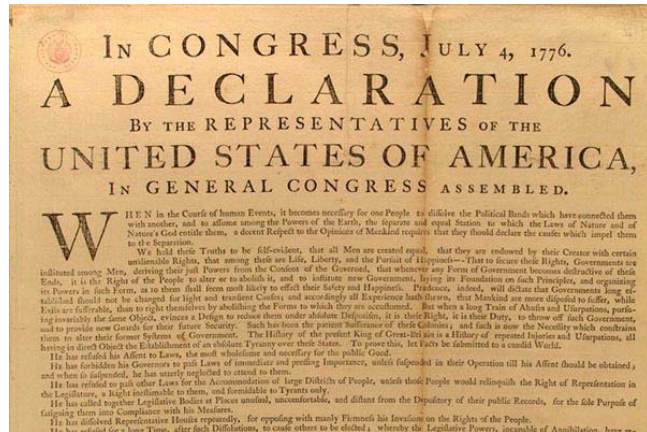 IN CONGRESS, JULY 4, 1776.
A DECLARATION
BY THE REPRESENTATIVES OF THE
UNITED STATES OF AMERICA,
IN GENERAL CONGRESS ASSEMBLED.
WHEN in the Course of human Events, it becomes necessary for one People to dissolve the Political Bands which have connected them
with another, and to assume among the Powers of the Earth, the separate and equal Station to which the Laws of Nature and of
Nature's God entitle them, a decent Respect to the Opinions of Mankind requires that they should declare the causes which impel them
to the Separation.
We hold these Truths to be self-evident, that all Men are created equal, that they are endowed by their Creator with certain
unalienable Rights, that among these are Life, Liberty, and the Pursuit of Happiness—-That to secure these Rights, Governments are
instituted among Men, deriving their just Powers from the Consent of the Governed, that whenever any Form of Government becomes destructive of these
Ends, it is the Right of the People to alter or to abolish it, and to institute new Government, laying its Foundation on such Principles, and organizing
its Powers in such Form, as to them shall seem most likely to effect their Safety and Happiness. Prudence, indeed, will dictate that Governments long es-
tablished should not be changed for light and transient Causes; and accordingly all Experience hath shewn, that Mankind are more disposed to suffer, while
Evils are sufferable, than to right themselves by abolishing the Forms to which they are accustomed. But when a long Train of Abuses and Usurpations, pursu-
ing invariably the same Object, evinces a Design to reduce them under absolute Despotism, it is their Right, it is their Duty, to throw off such Government,
and to provide new Guards for their future Security. Such has been the patient Sufferance of these Colonies; and such is now the Necessity which constrains
them to alter their former Systems of Government. The History of the present King of Great-Britain is a History of repeated Injuries and Usurpations, all
having in direct Object the Establishment of an absolute Tyranny over these States. To prove this, let Facts be submitted to a candid World.
He has refused his Assent to Laws, the most wholesome and necessary for the public Good.
He has forbidden his Governors to pass Laws of immediate and pressing Importance, unless suspended in their Operation till his Assent should be obtained;
and when so suspended, he has utterly neglected to attend to them.
He has refused to pass other Laws for the Accommodation of large Districts of People, unless those People would relinquish the Right of Representation in
the Legislature, a Right inestimable to them, and formidable to Tyrants only.
He has called together Legislative Bodies at Places unusual, uncomfortable, and distant from the Depository of their public Records, for the sole Purpose of
fatiguing them into Compliance with his Measures.
He has dissolved Representative Houses repeatedly, for opposing with manly Firmness his Invasions on the Rights of the People.
He has refused for a long Time, after such Dissolutions, to cause others to be elected; whereby the Legislative Powers, incapable of Annihilation, have re-